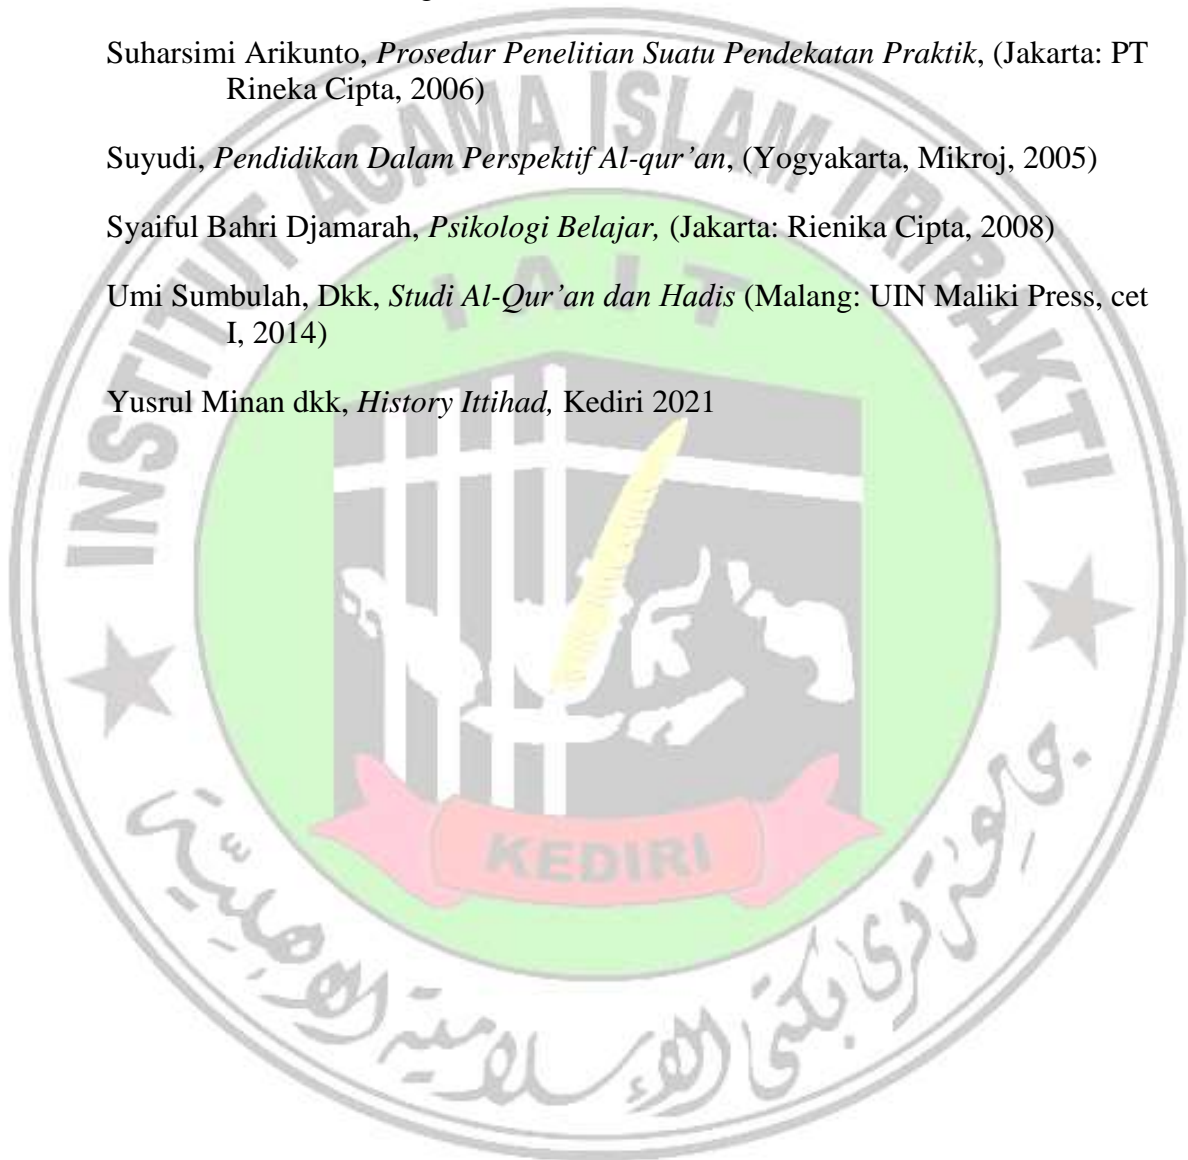 Suharsimi Arikunto, Prosedur Penelitian Suatu Pendekatan Praktik, (Jakarta: PT
Rineka Cipta, 2006)
Suyudi, Pendidikan Dalam Perspektif Al-qur’an, (Yogyakarta, Mikroj, 2005)
Syaiful Bahri Djamarah, Psikologi Belajar, (Jakarta: Rienika Cipta, 2008)
Umi Sumbulah, Dkk, Studi Al-Qur’an dan Hadis (Malang: UIN Maliki Press, cet
I, 2014)
Yusrul Minan dkk, History Ittihad, Kediri 2021
INSTITUT AGAMA ISLAM TRIBAKTI
IAIT
KEDIRI